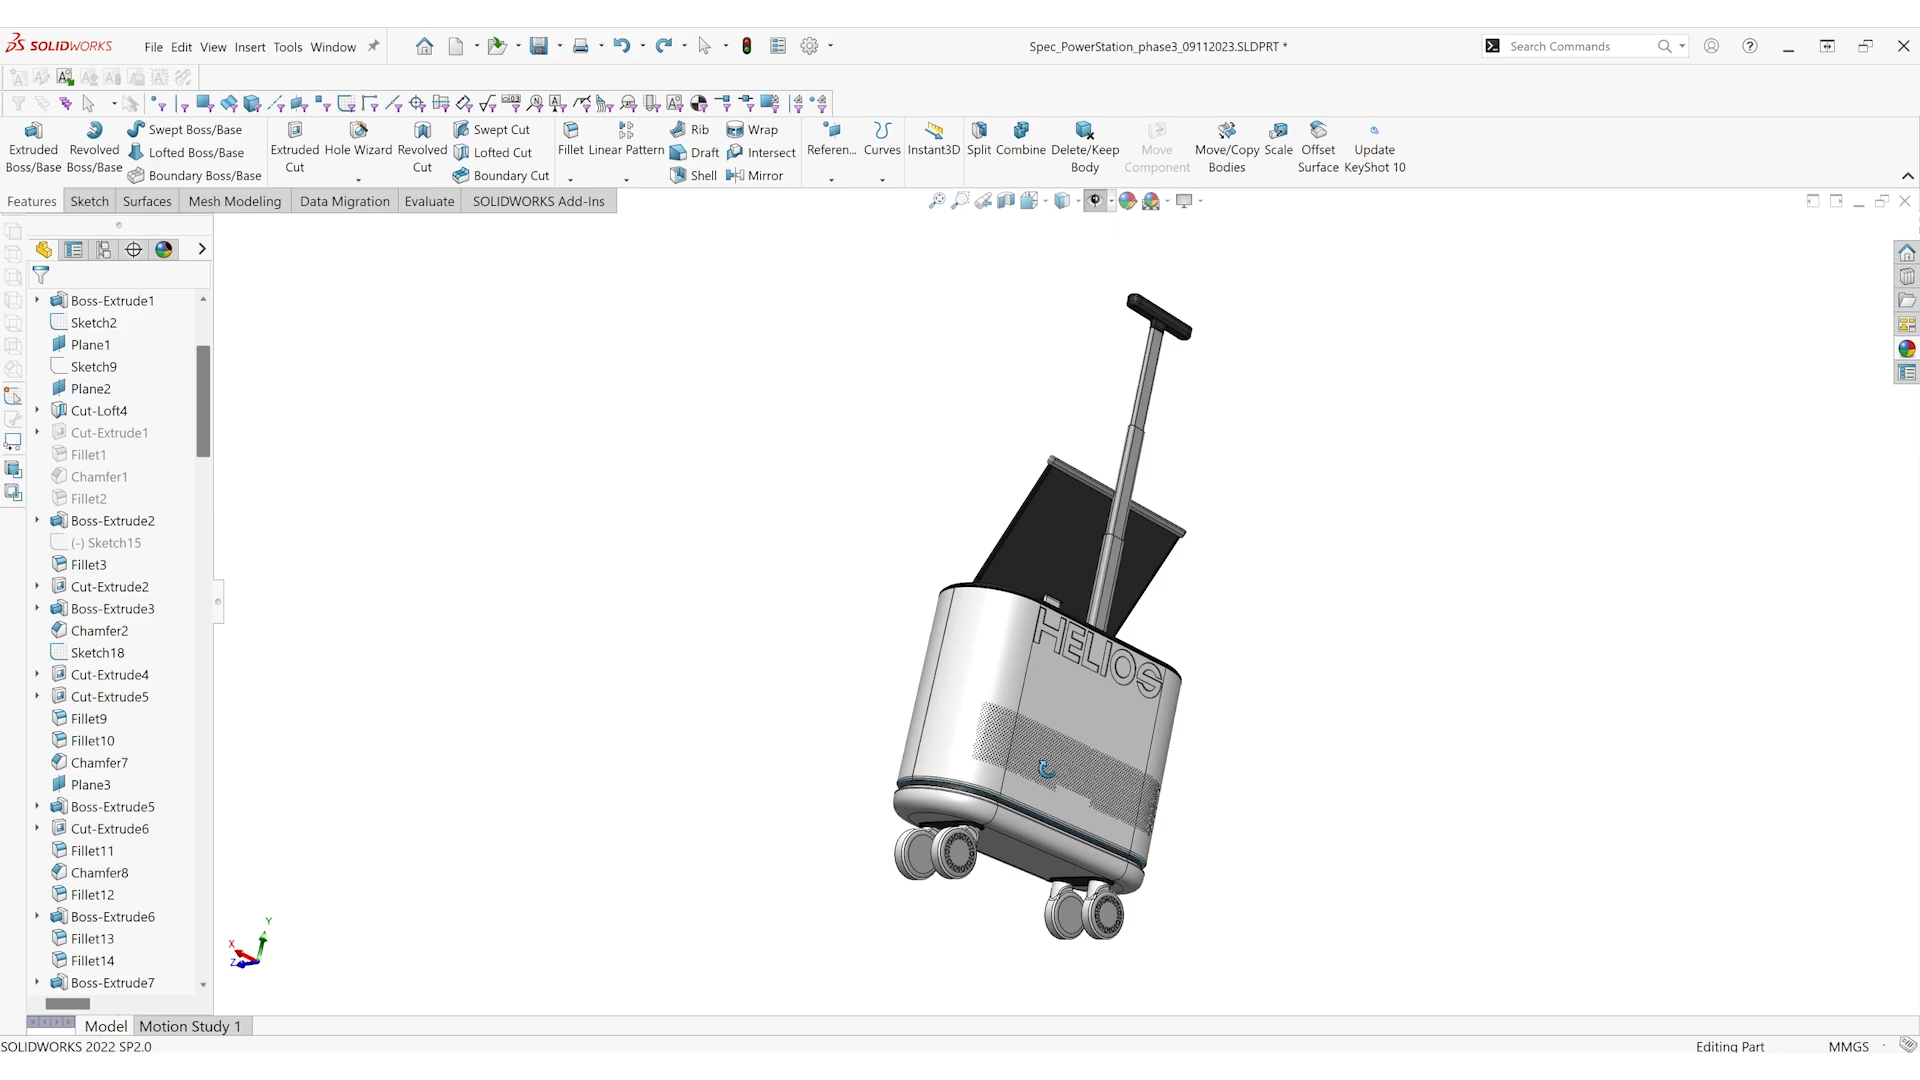 SOLIDWORKS
File Edit View Insert Tools Window
Spec_PowerStation_phase3_09112023.SLDPRT *
Search Commands
Extruded Boss/Base
Revolved Boss/Base
Swept Boss/Base
Lofted Boss/Base
Boundary Boss/Base
Extruded Cut
Hole Wizard
Revolved Cut
Swept Cut
Lofted Cut
Boundary Cut
Fillet
Linear Pattern
Rib
Draft
Shell
Wrap
Intersect
Mirror
Referen...
Curves
Instant3D
Split
Combine
Delete/Keep Body
Move Component
Move/Copy Bodies
Scale
Offset Surface
Update KeyShot 10
Features Sketch Surfaces Mesh Modeling Data Migration Evaluate SOLIDWORKS Add-Ins
Boss-Extrude1
Sketch2
Plane1
Sketch9
Plane2
Cut-Loft4
Cut-Extrude1
Fillet1
Chamfer1
Fillet2
Boss-Extrude2
(-) Sketch15
Fillet3
Cut-Extrude2
Boss-Extrude3
Chamfer2
Sketch18
Cut-Extrude4
Cut-Extrude5
Fillet9
Fillet10
Chamfer7
Plane3
Boss-Extrude5
Cut-Extrude6
Fillet11
Chamfer8
Fillet12
Boss-Extrude6
Fillet13
Fillet14
Boss-Extrude7
HELIOS
Y
X
Z
Model Motion Study 1
SOLIDWORKS 2022 SP2.0
Editing Part
MMGS